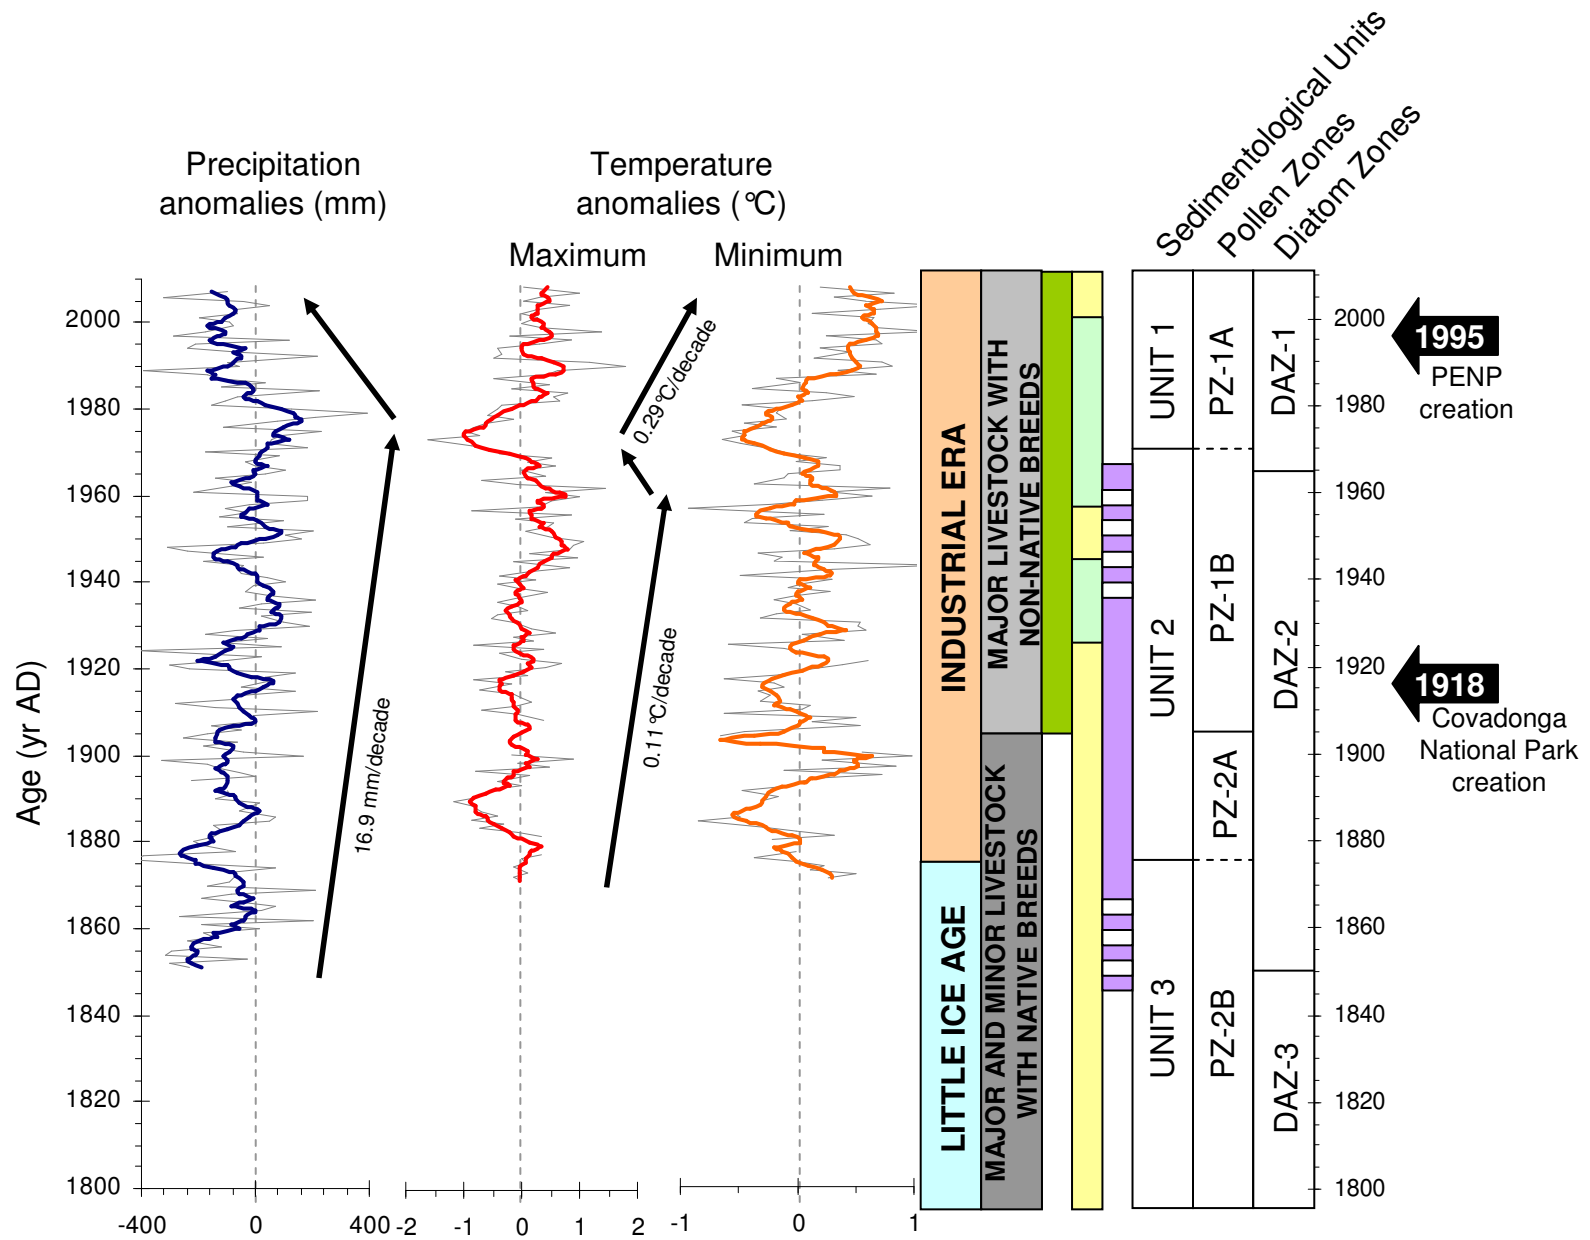 Sedimentological Units
Pollen Zones
Diatom Zones
Precipitation
anomalies (mm)
Temperature
anomalies (°C)
Maximum
Minimum
Age (yr AD)
2000
1980
1960
1940
1920
1900
1880
1860
1840
1820
1800
-400
0
400
-2
-1
0
1
2
-1
0
1
16.9 mm/decade
0.11°C/decade
0.29°C/decade
INDUSTRIAL ERA
LITTLE ICE AGE
MAJOR LIVESTOCK WITH
NON-NATIVE BREEDS
MAJOR AND MINOR LIVESTOCK
WITH NATIVE BREEDS
UNIT 1
UNIT 2
UNIT 3
PZ-1A
PZ-1B
PZ-2A
PZ-2B
DAZ-1
DAZ-2
DAZ-3
2000
1980
1960
1940
1920
1900
1880
1860
1840
1820
1800
1995
PENP
creation
1918
Covadonga
National Park
creation